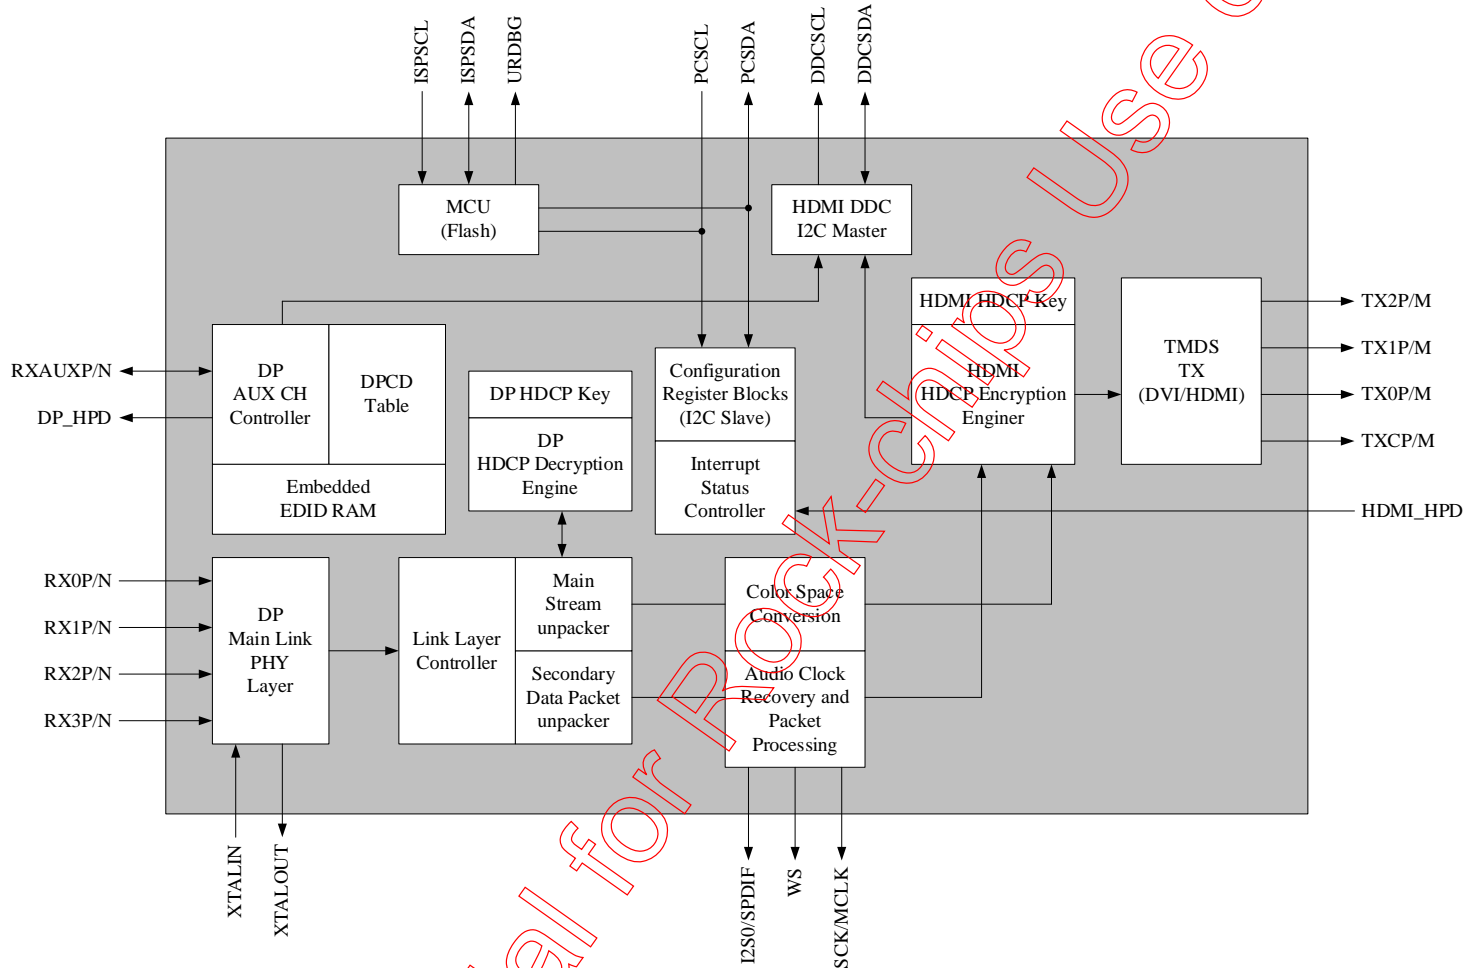 ISPSCL
ISPSDA
URDBG
PCSCL
PCSDA
DDCSCL
DDCSDA
MCU
(Flash)
HDMI DDC
I2C Master
HDMI HDCP Key
HDMI
HDCP Encryption
Enginer
TMDS
TX
(DVI/HDMI)
TX2P/M
TX1P/M
TX0P/M
TXCP/M
HDMI_HPD
RXAUXP/N
DP_HPD
DP
AUX CH
Controller
DPCD
Table
Embedded
EDID RAM
DP HDCP Key
DP
HDCP Decryption
Engine
Configuration
Register Blocks
(I2C Slave)
Interrupt
Status
Controller
RX0P/N
RX1P/N
RX2P/N
RX3P/N
DP
Main Link
PHY
Layer
Link Layer
Controller
Main
Stream
unpacker
Secondary
Data Packet
unpacker
Color Space
Conversion
Audio Clock
Recovery and
Packet
Processing
XTALIN
XTALOUT
I2S0/SPDIF
WS
SCK/MCLK
for Rock-chips Use